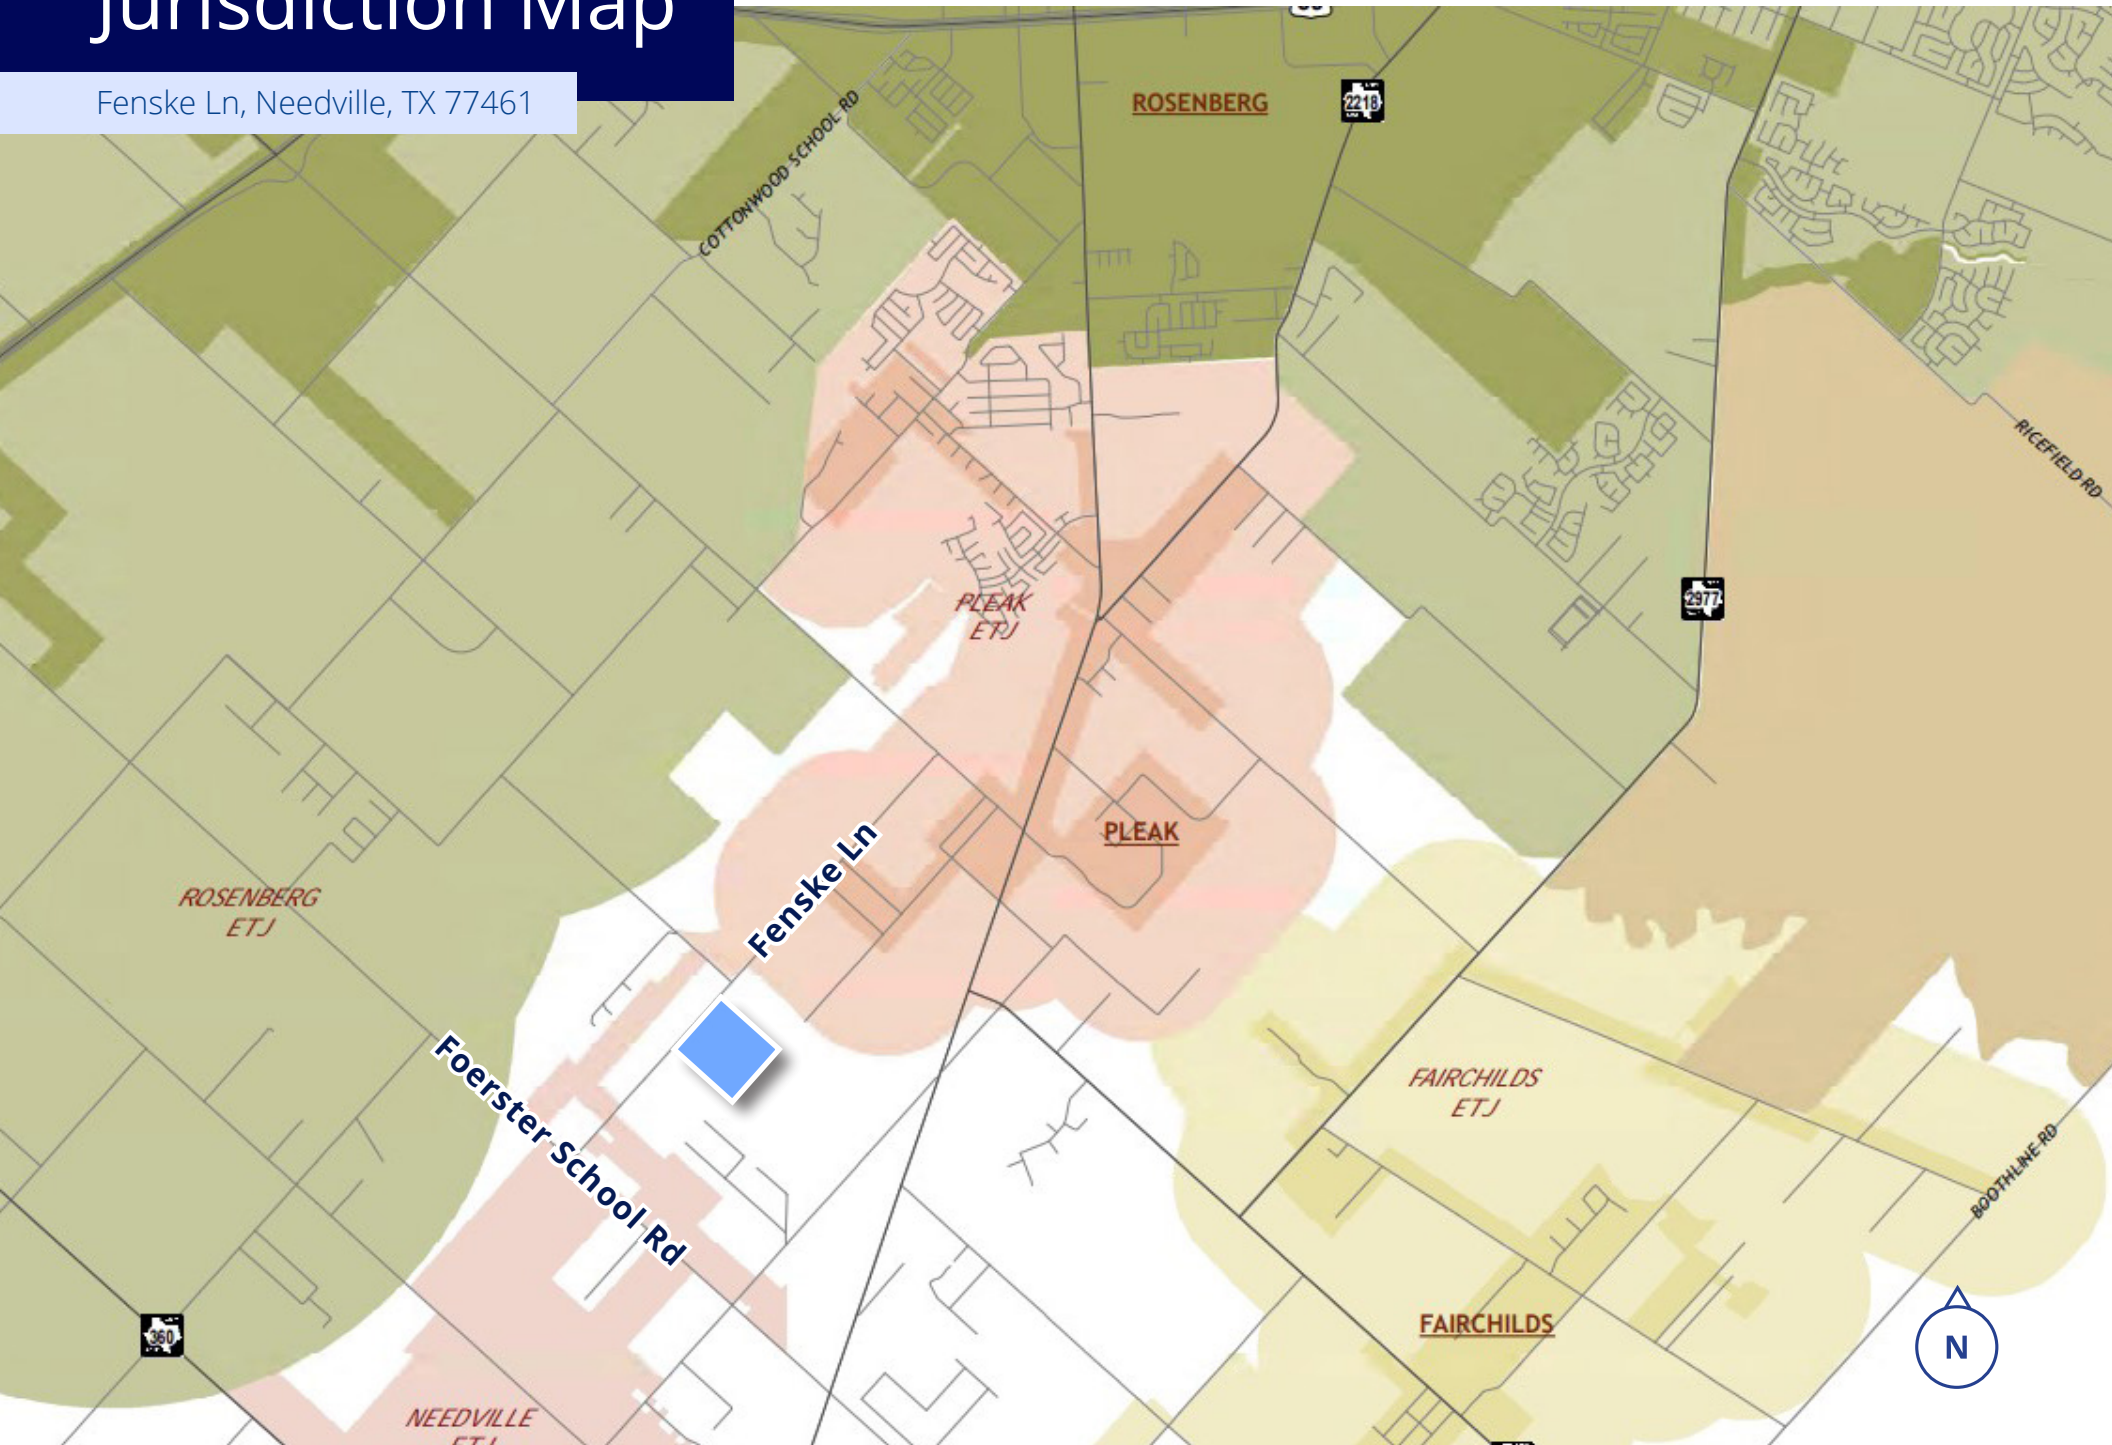 Jurisdiction Map
Fenske Ln, Needville, TX 77461
COTTONWOOD SCHOOL RD
ROSENBERG
2218
RICEFIELD RD
2977
PLEAK
ETJ
PLEAK
Fenske Ln
ROSENBERG
ETJ
Foerster School Rd
FAIRCHILDS
ETJ
BOOTHLINE RD
FAIRCHILDS
360
N
NEEDVILLE
ETJ